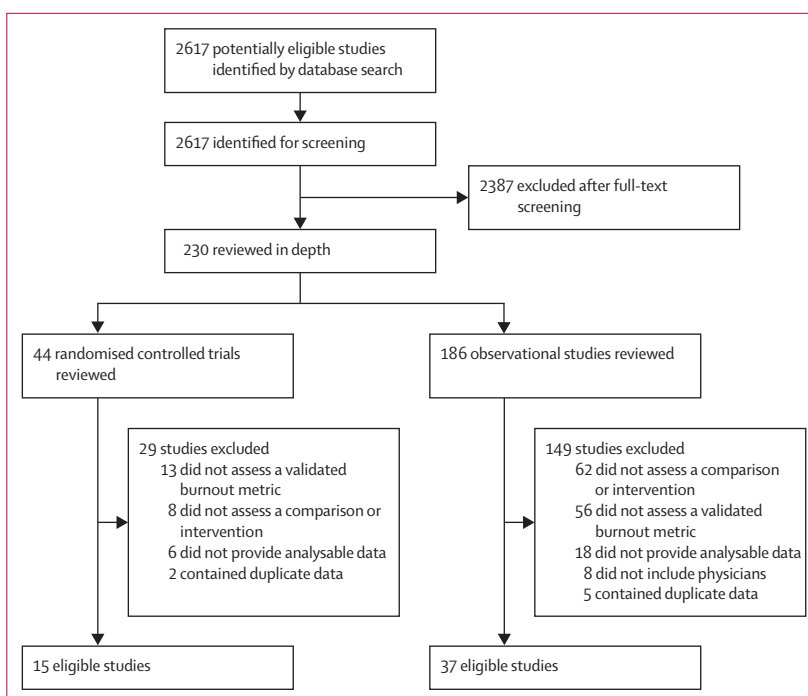 2617 potentially eligible studies
identified by database search
2617 identified for screening
2387 excluded after full-text
screening
230 reviewed in depth
44 randomised controlled trials
reviewed
186 observational studies reviewed
29 studies excluded
13 did not assess a validated
burnout metric
8 did not assess a comparison or
intervention
6 did not provide analysable data
2 contained duplicate data
149 studies excluded
62 did not assess a comparison
or intervention
56 did not assess a validated
burnout metric
18 did not provide analysable data
8 did not include physicians
5 contained duplicate data
15 eligible studies
37 eligible studies